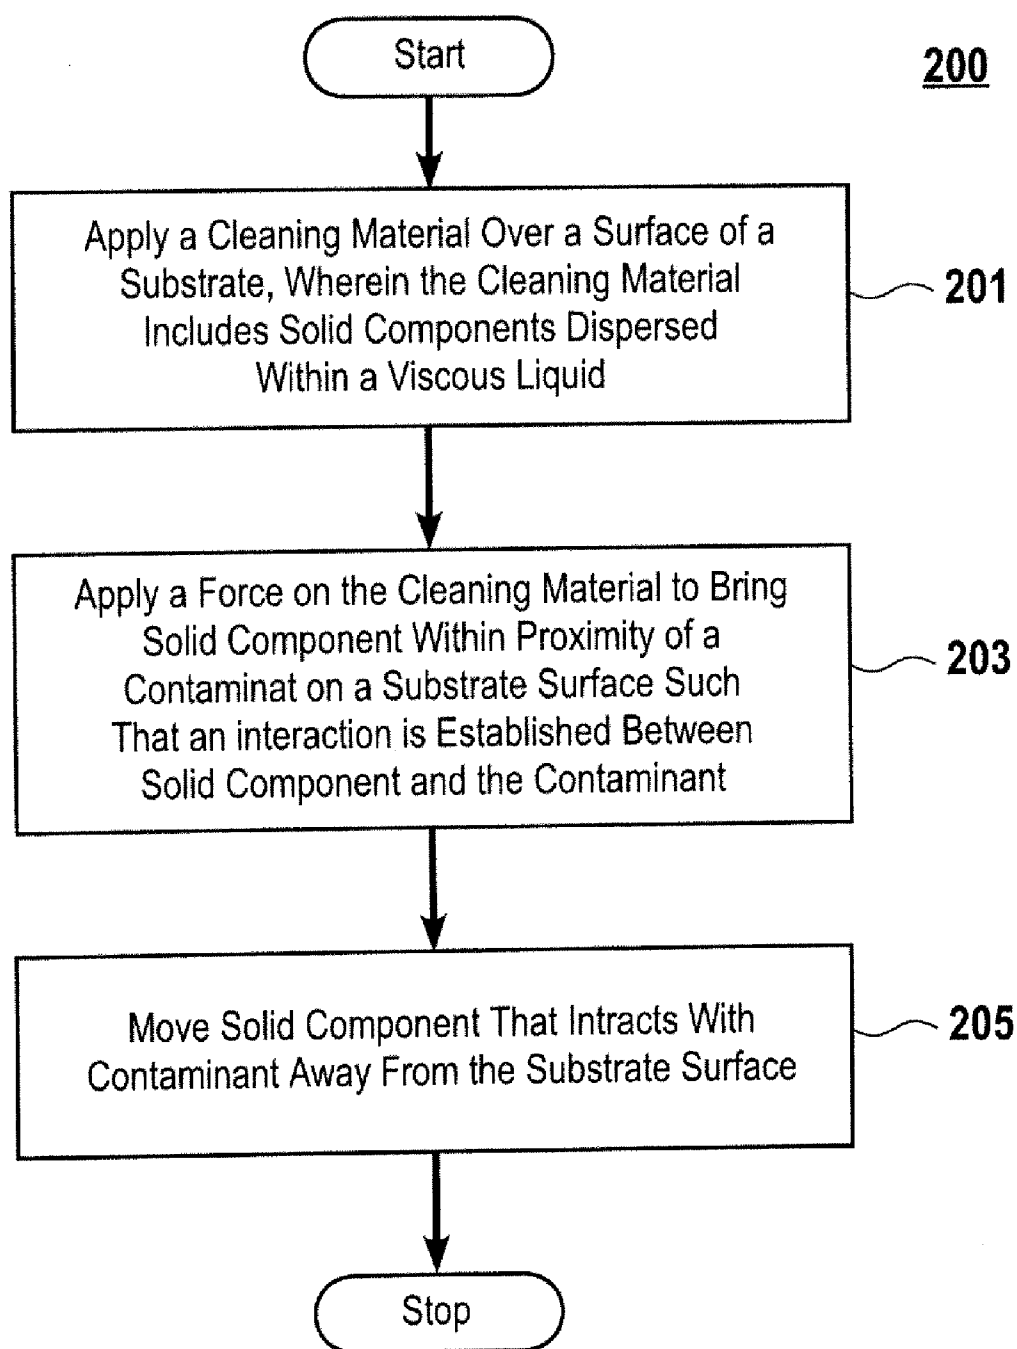 Start
200
Apply a Cleaning Material Over a Surface of a
Substrate, Wherein the Cleaning Material
Includes Solid Components Dispersed
Within a Viscous Liquid
201
Apply a Force on the Cleaning Material to Bring
Solid Component Within Proximity of a
Contaminat on a Substrate Surface Such
That an interaction is Established Between
Solid Component and the Contaminant
203
Move Solid Component That Intracts With
Contaminant Away From the Substrate Surface
205
Stop